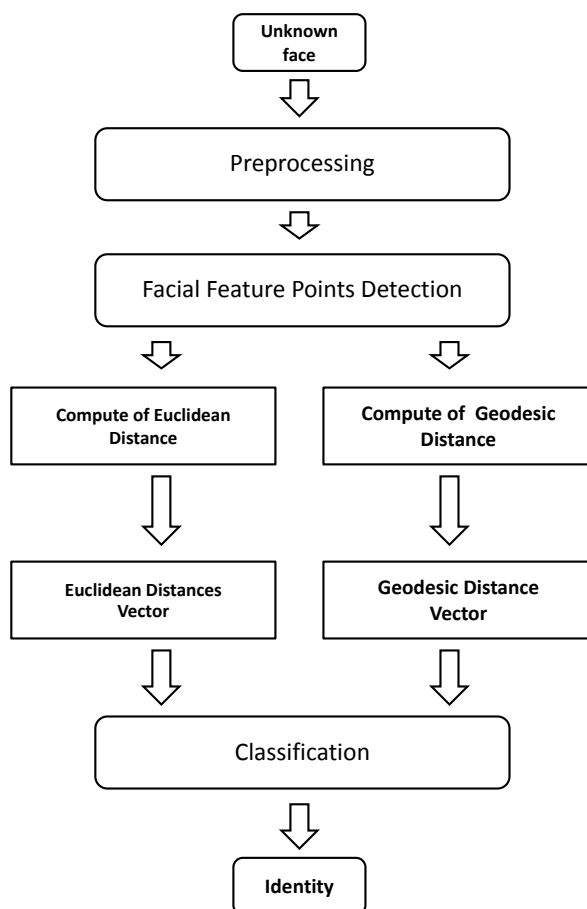 Unknown
face
Preprocessing
Facial Feature Points Detection
Compute of Euclidean
Distance
Compute of Geodesic
Distance
Euclidean Distances
Vector
Geodesic Distance
Vector
Classification
Identity